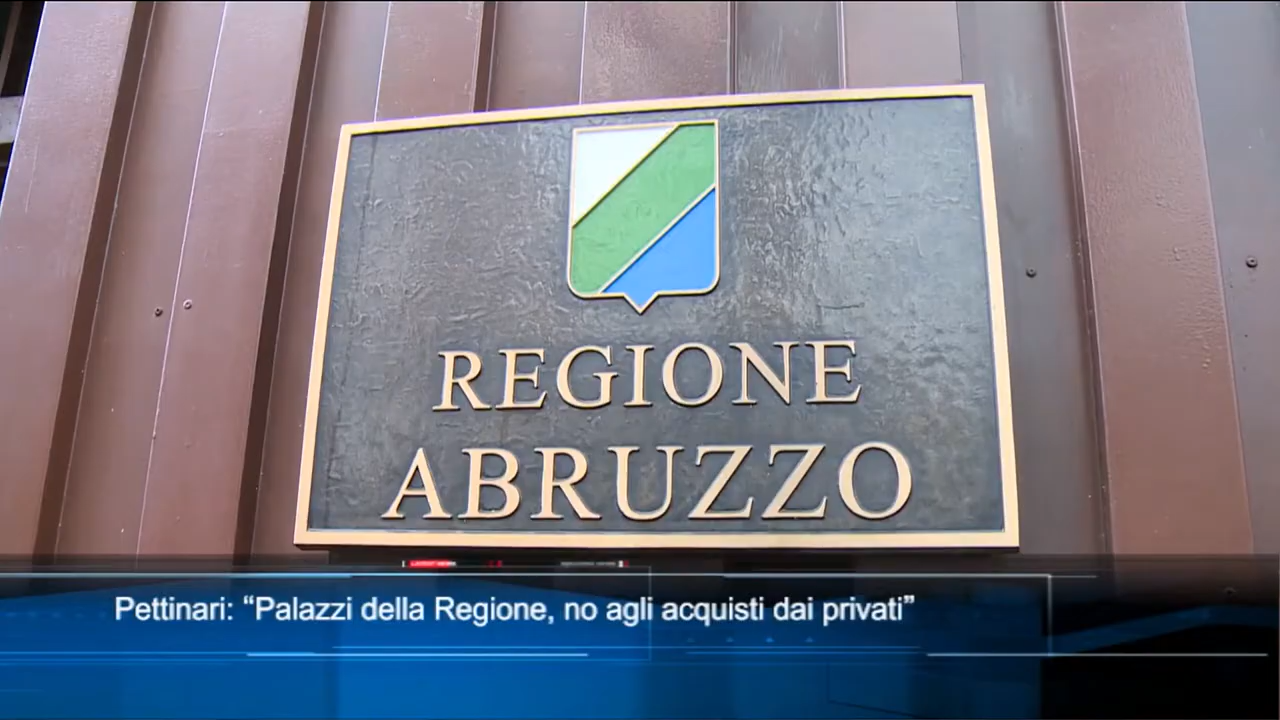 REGIONE
ABRUZZO
Pettinari: “Palazzi della Regione, no agli acquisti dai privati”